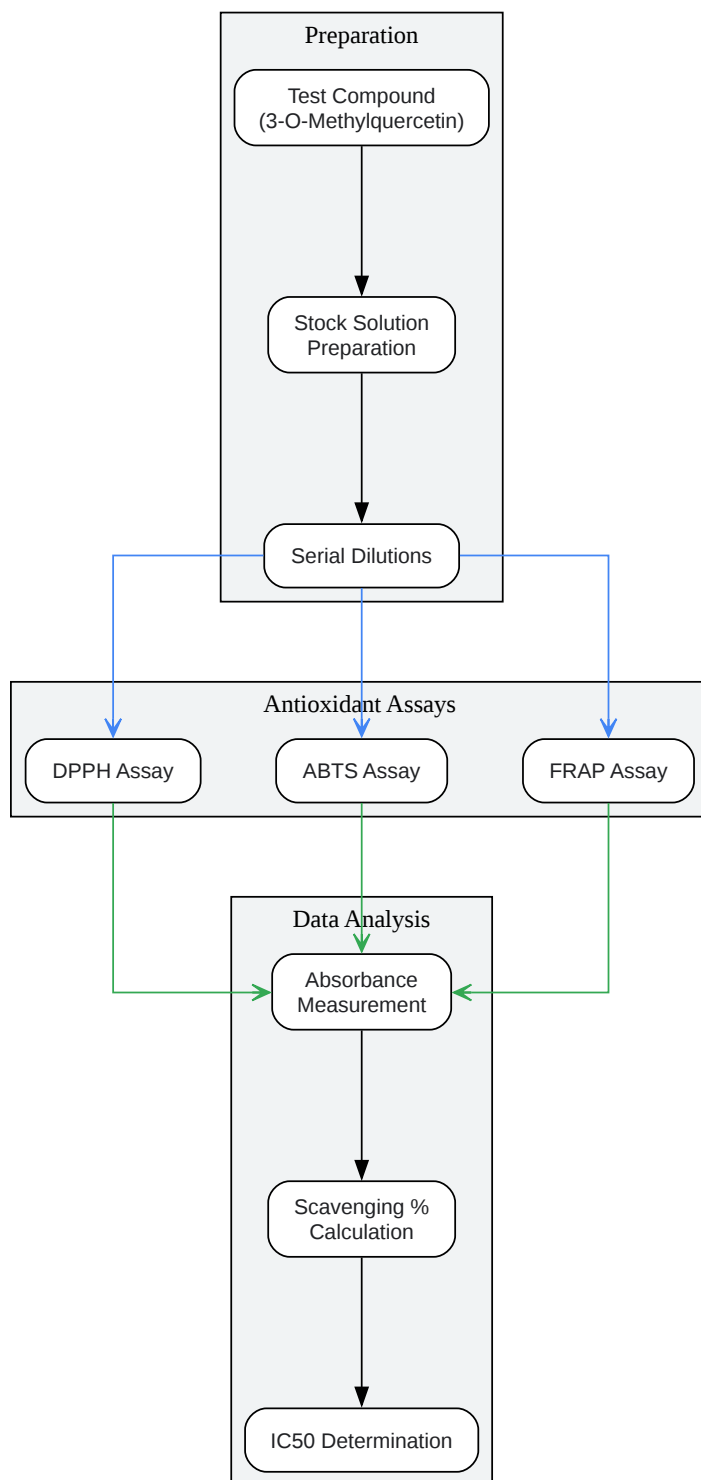 Preparation
Test Compound
(3-O-Methylquercetin)
Stock Solution
Preparation
Serial Dilutions
Antioxidant Assays
DPPH Assay
ABTS Assay
FRAP Assay
Data Analysis
Absorbance
Measurement
Scavenging %
Calculation
IC50 Determination